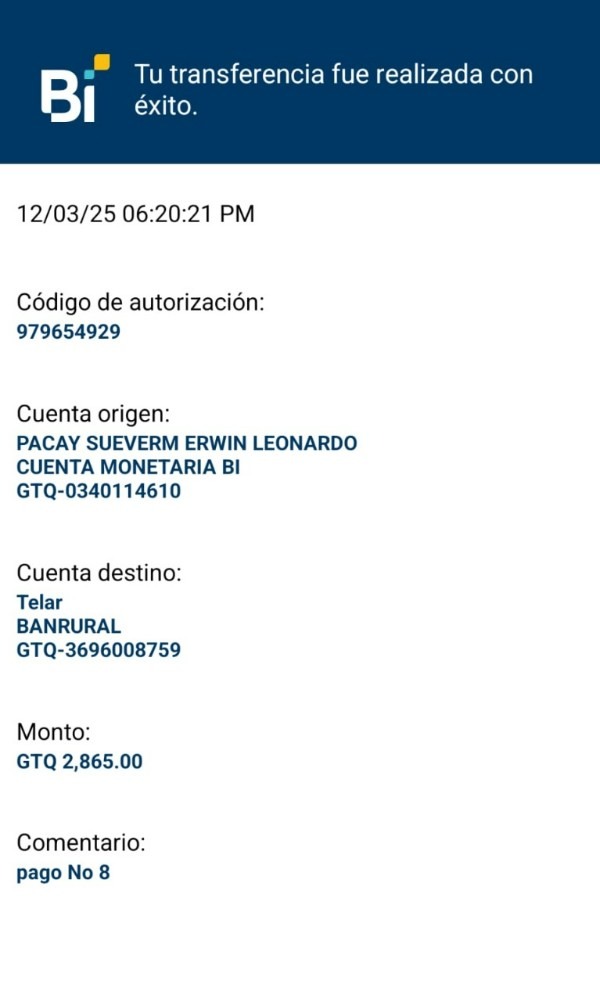 Bi
Tu transferencia fue realizada con
éxito.
12/03/25 06:20:21 PM
Código de autorización:
979654929
Cuenta origen:
PACAY SUEVERM ERWIN LEONARDO
CUENTA MONETARIA BI
GTQ-0340114610
Cuenta destino:
Telar
BANRURAL
GTQ-3696008759
Monto:
GTQ 2,865.00
Comentario:
pago No 8